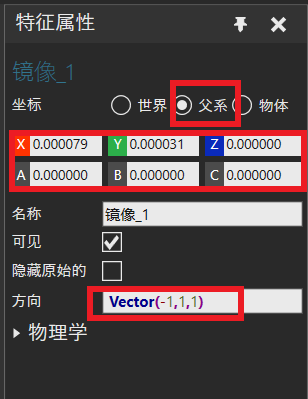 特征属性
镜像_1
坐标 世界 父系 物体
X 0.000079 Y 0.000031 Z 0.000000
A 0.000000 B 0.000000 C 0.000000
名称 镜像_1
可见
隐藏原始的
方向 Vector(-1,1,1)
物理学